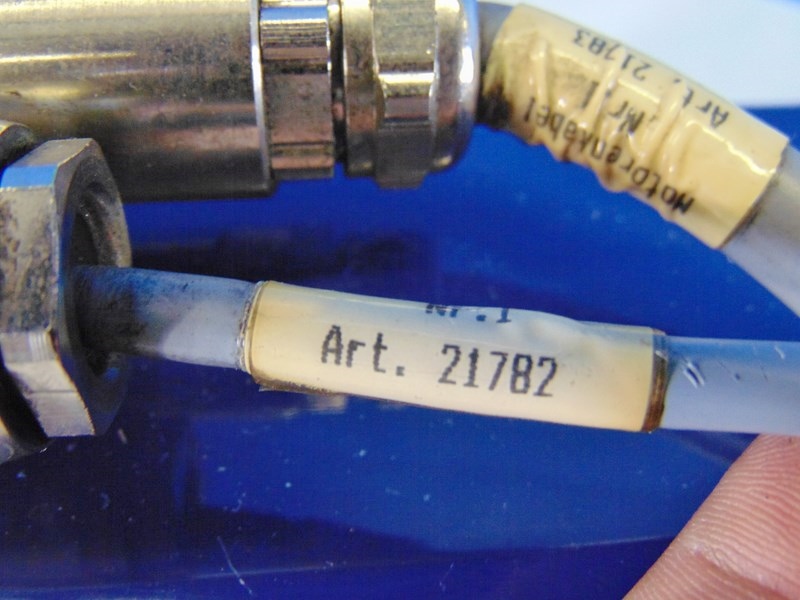 Motorenkabel
Nr.1
Art. 21783
Nr.1
Art. 21782